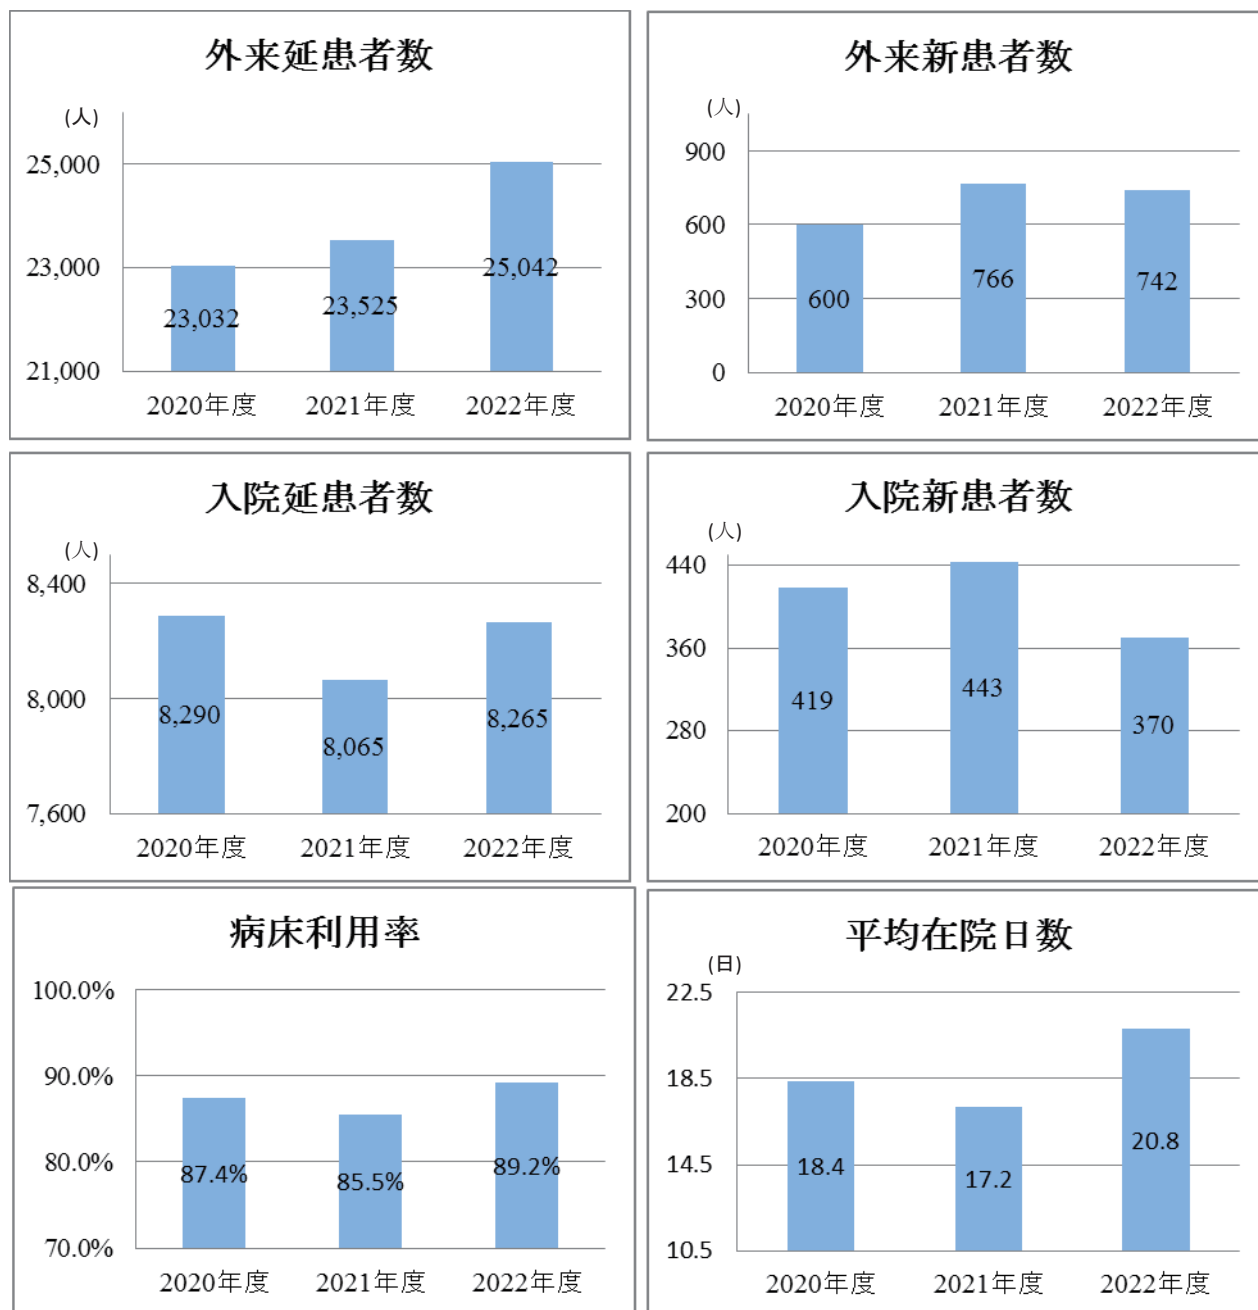 外来延患者数
(人)
25,000
23,000
21,000
23,032
23,525
25,042
2020年度
2021年度
2022年度
外来新患者数
(人)
900
600
300
0
600
766
742
2020年度
2021年度
2022年度
入院延患者数
(人)
8,400
8,000
7,600
8,290
8,065
8,265
2020年度
2021年度
2022年度
入院新患者数
(人)
440
360
280
200
419
443
370
2020年度
2021年度
2022年度
病床利用率
100.0%
90.0%
80.0%
70.0%
87.4%
85.5%
89.2%
2020年度
2021年度
2022年度
平均在院日数
(日)
22.5
18.5
14.5
10.5
18.4
17.2
20.8
2020年度
2021年度
2022年度